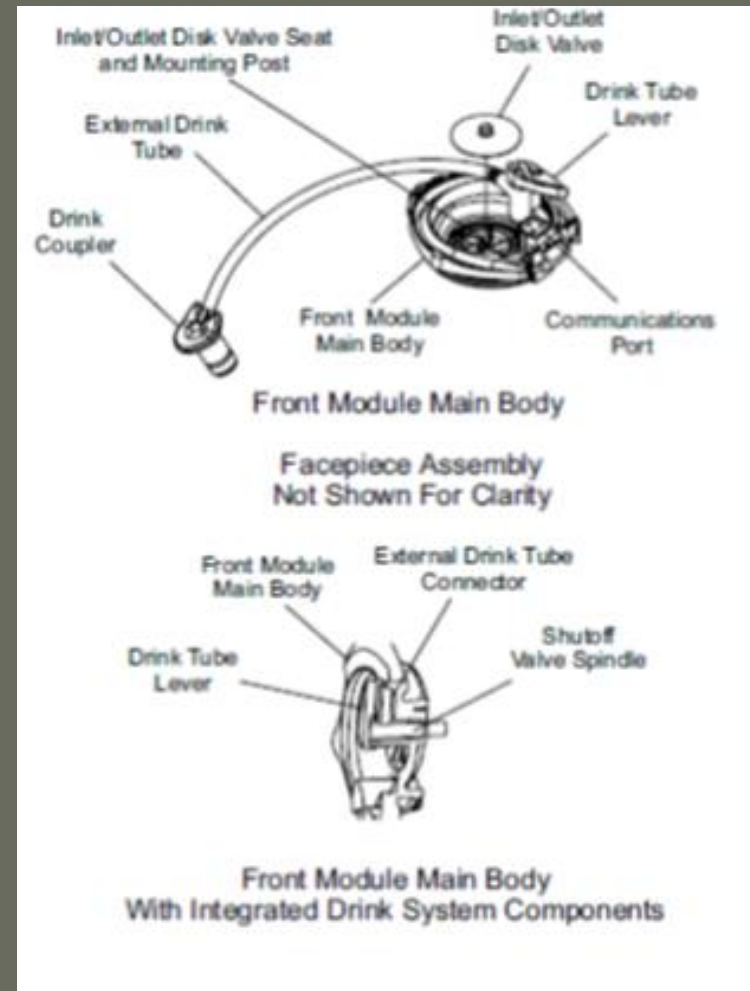 Inlet/Outlet Disk Valve Seat
and Mounting Post
Inlet/Outlet
Disk Valve
Drink Tube
Lever
External Drink
Tube
Drink
Coupler
Front Module
Main Body
Communications
Port
Front Module Main Body
Facepiece Assembly
Not Shown For Clarity
Front Module
Main Body
External Drink Tube
Connector
Shutoff
Valve Spindle
Drink Tube
Lever
Front Module Main Body
With Integrated Drink System Components